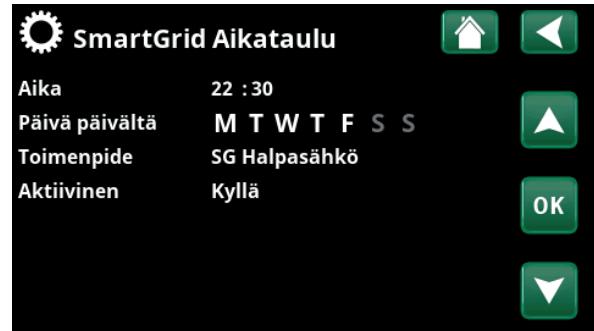 SmartGrid Aikataulu
Aika 22 :30
Päivä päivältä M T W T F S S
Toimenpide SG Halpasähkö
Aktiivinen Kyllä
OK